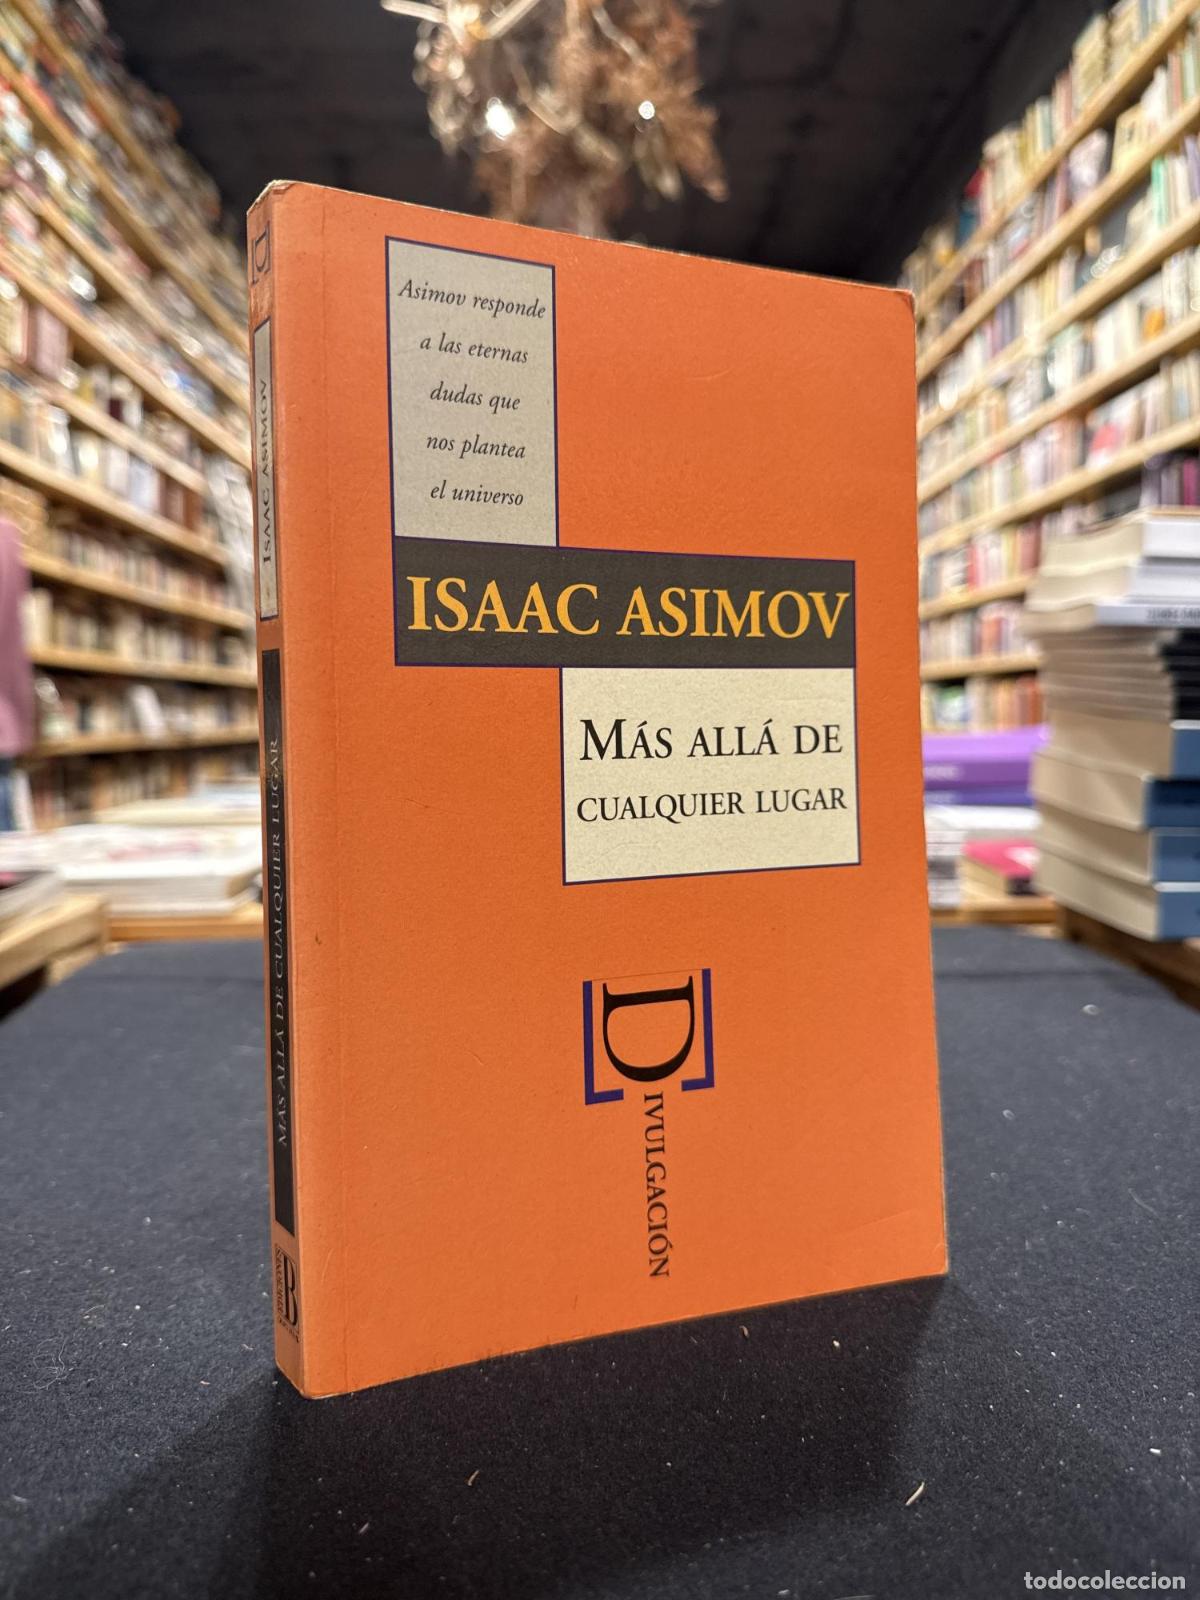 Asimov responde
a las eternas
dudas que
nos plantea
el universo
ISAAC ASIMOV
MÁS ALLÁ DE
CUALQUIER LUGAR
DIVULGACIÓN
D
ISAAC ASIMOV
MÁS ALLÁ DE CUALQUIER LUGAR
B
todocoleccion